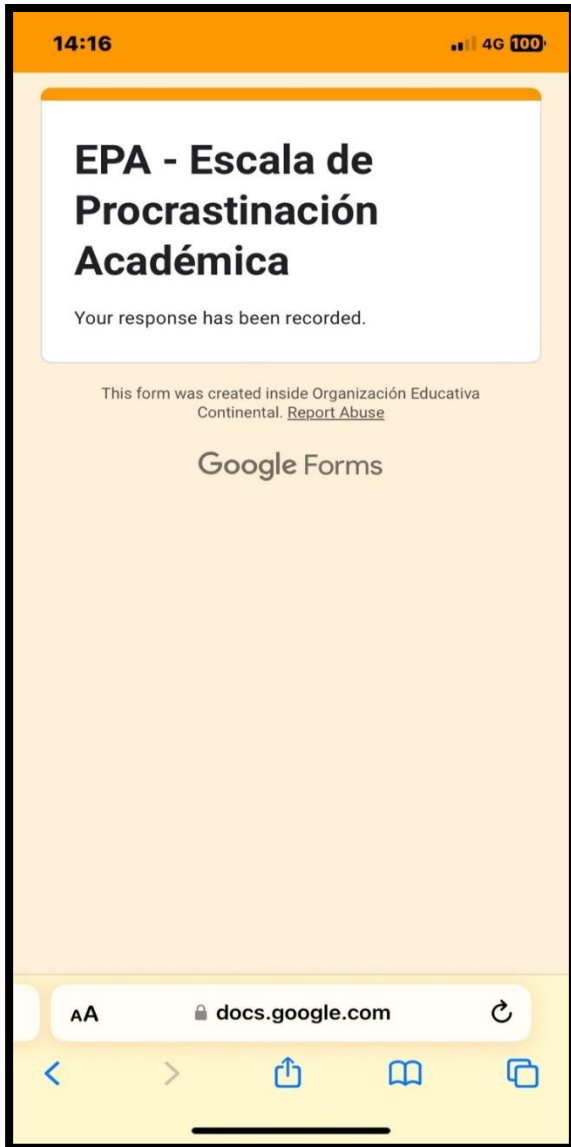 14:16
4G 100
EPA - Escala de
Procrastinación
Académica
Your response has been recorded.
This form was created inside Organización Educativa
Continental. Report Abuse
Google Forms
AA docs.google.com